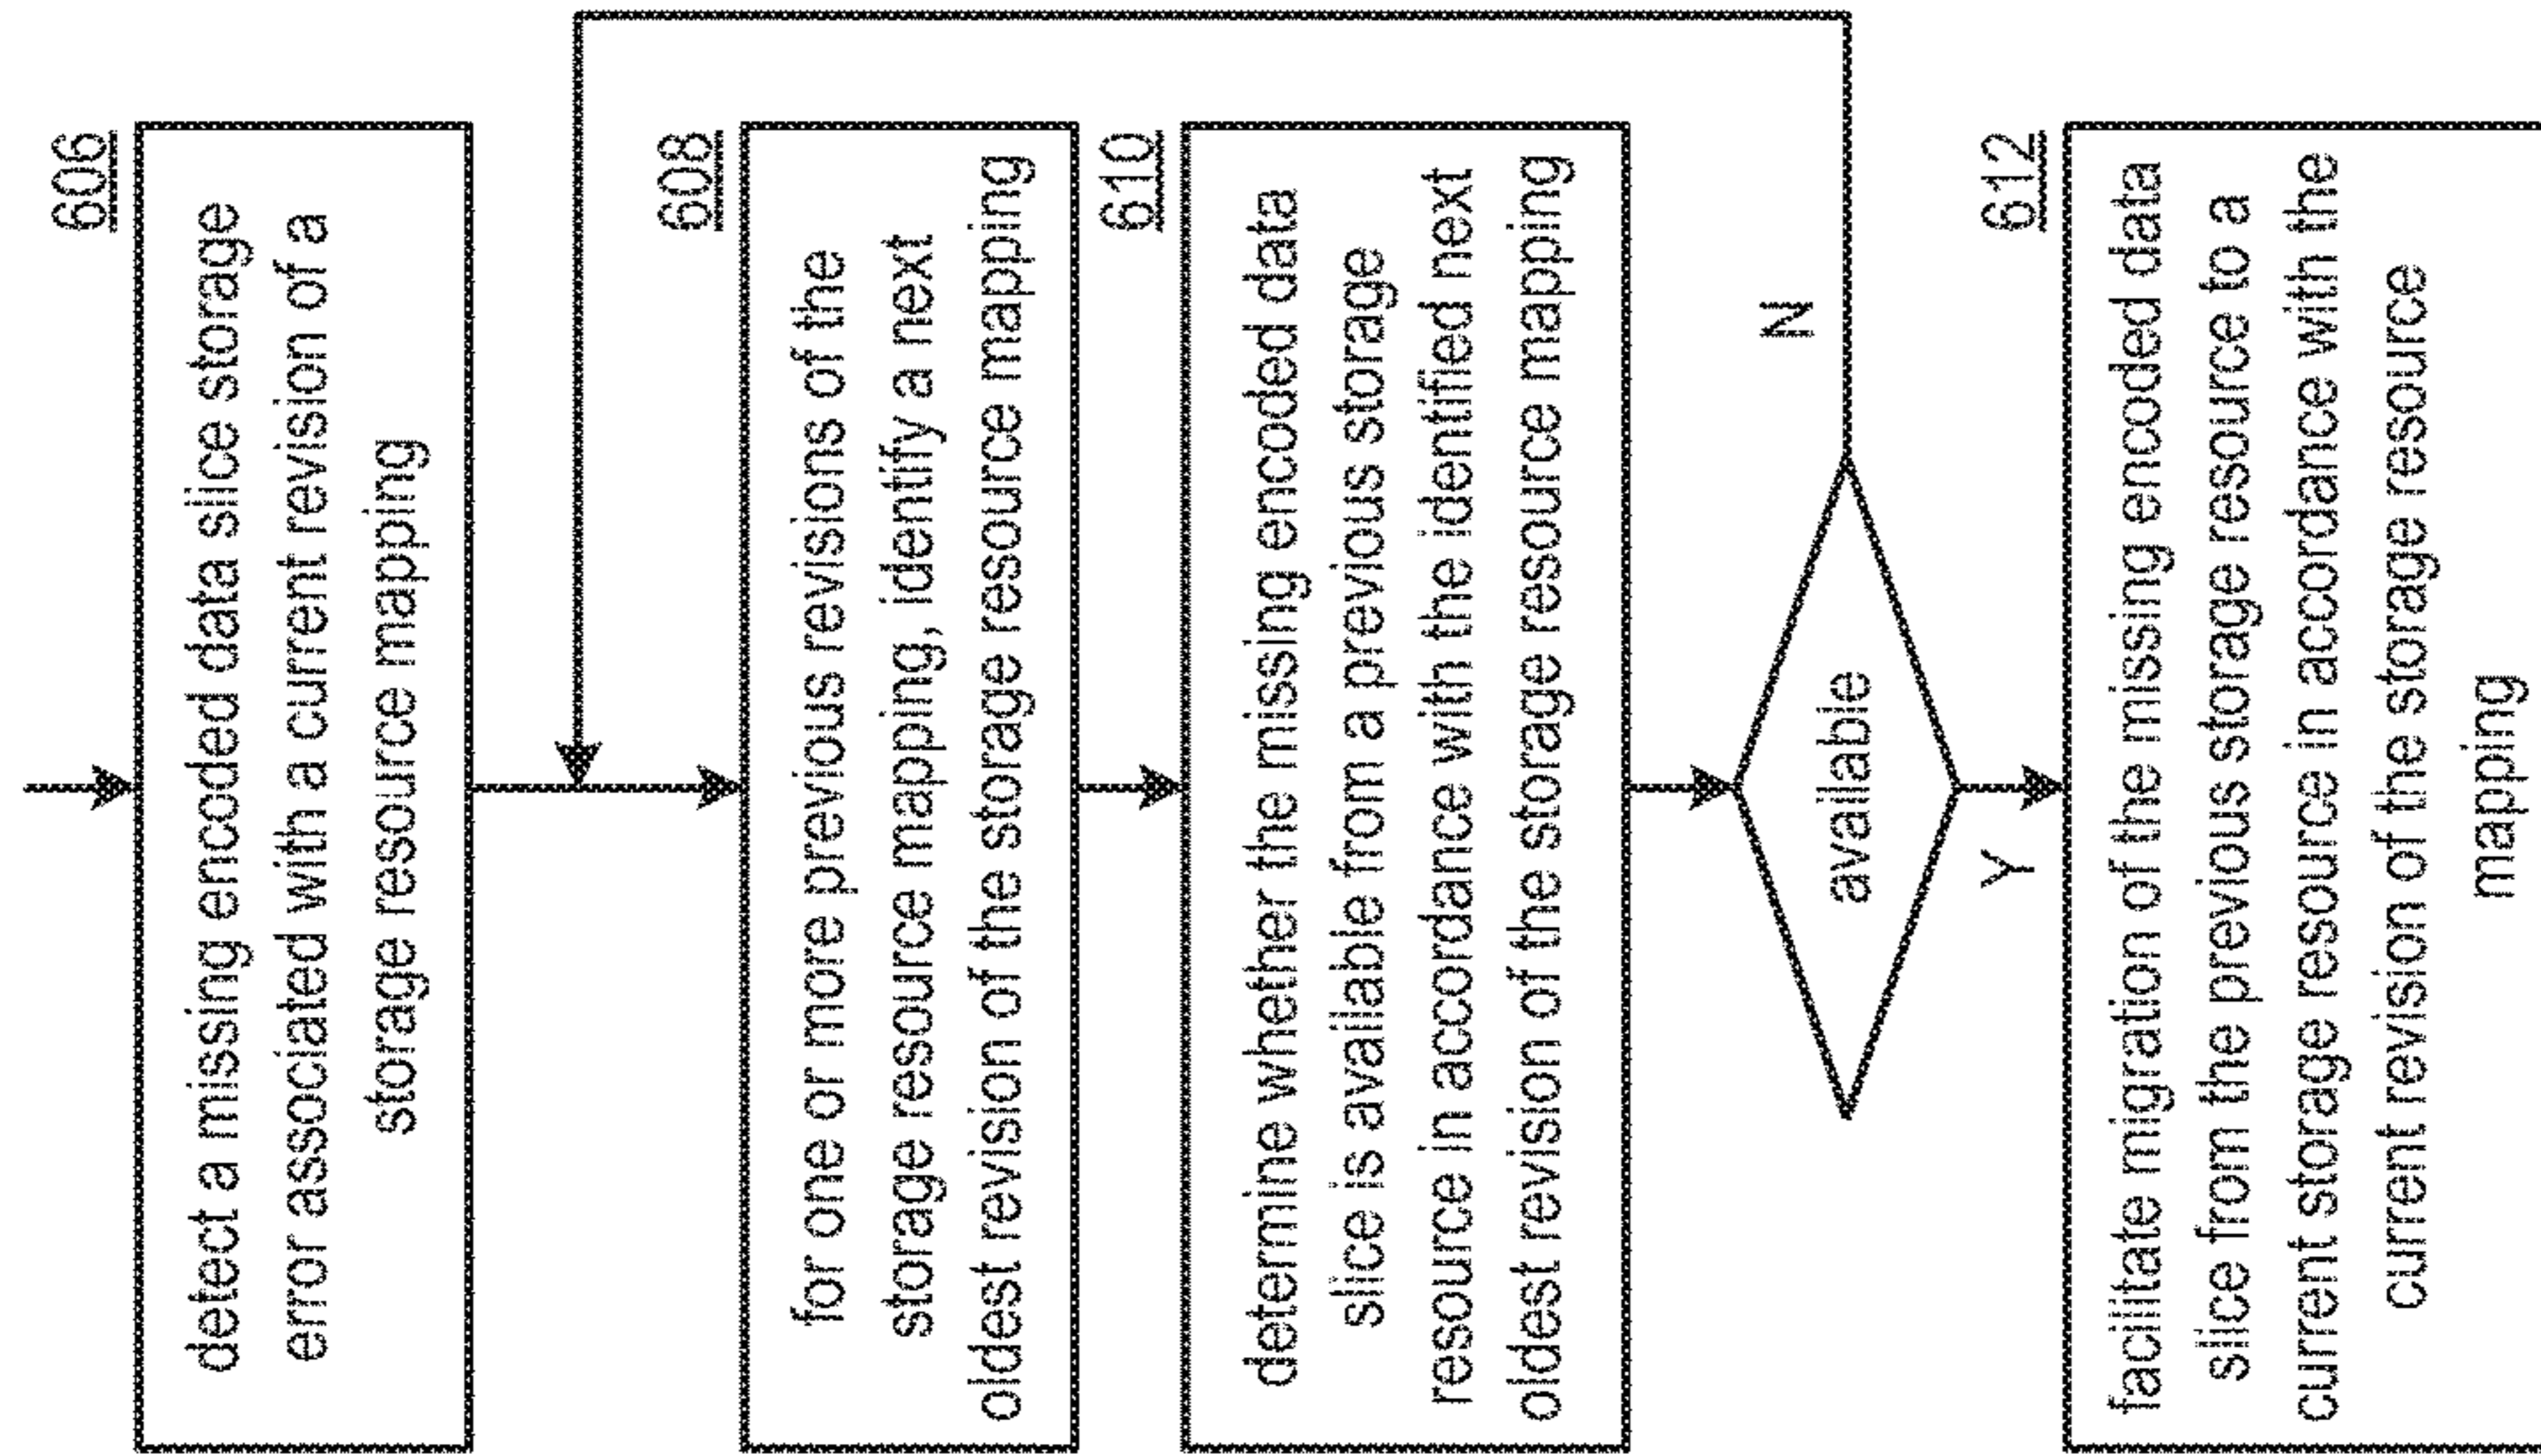 606
detect a missing encoded data slice storage
error associated with a current revision of a
storage resource mapping
608
for one or more previous revisions of the
storage resource mapping, identify a next
oldest revision of the storage resource mapping
610
determine whether the missing encoded data
slice is available from a previous storage
resource in accordance with the identified next
oldest revision of the storage resource mapping
available
N
Y
612
facilitate migration of the missing encoded data
slice from the previous storage resource to a
current storage resource in accordance with the
current revision of the storage resource
mapping